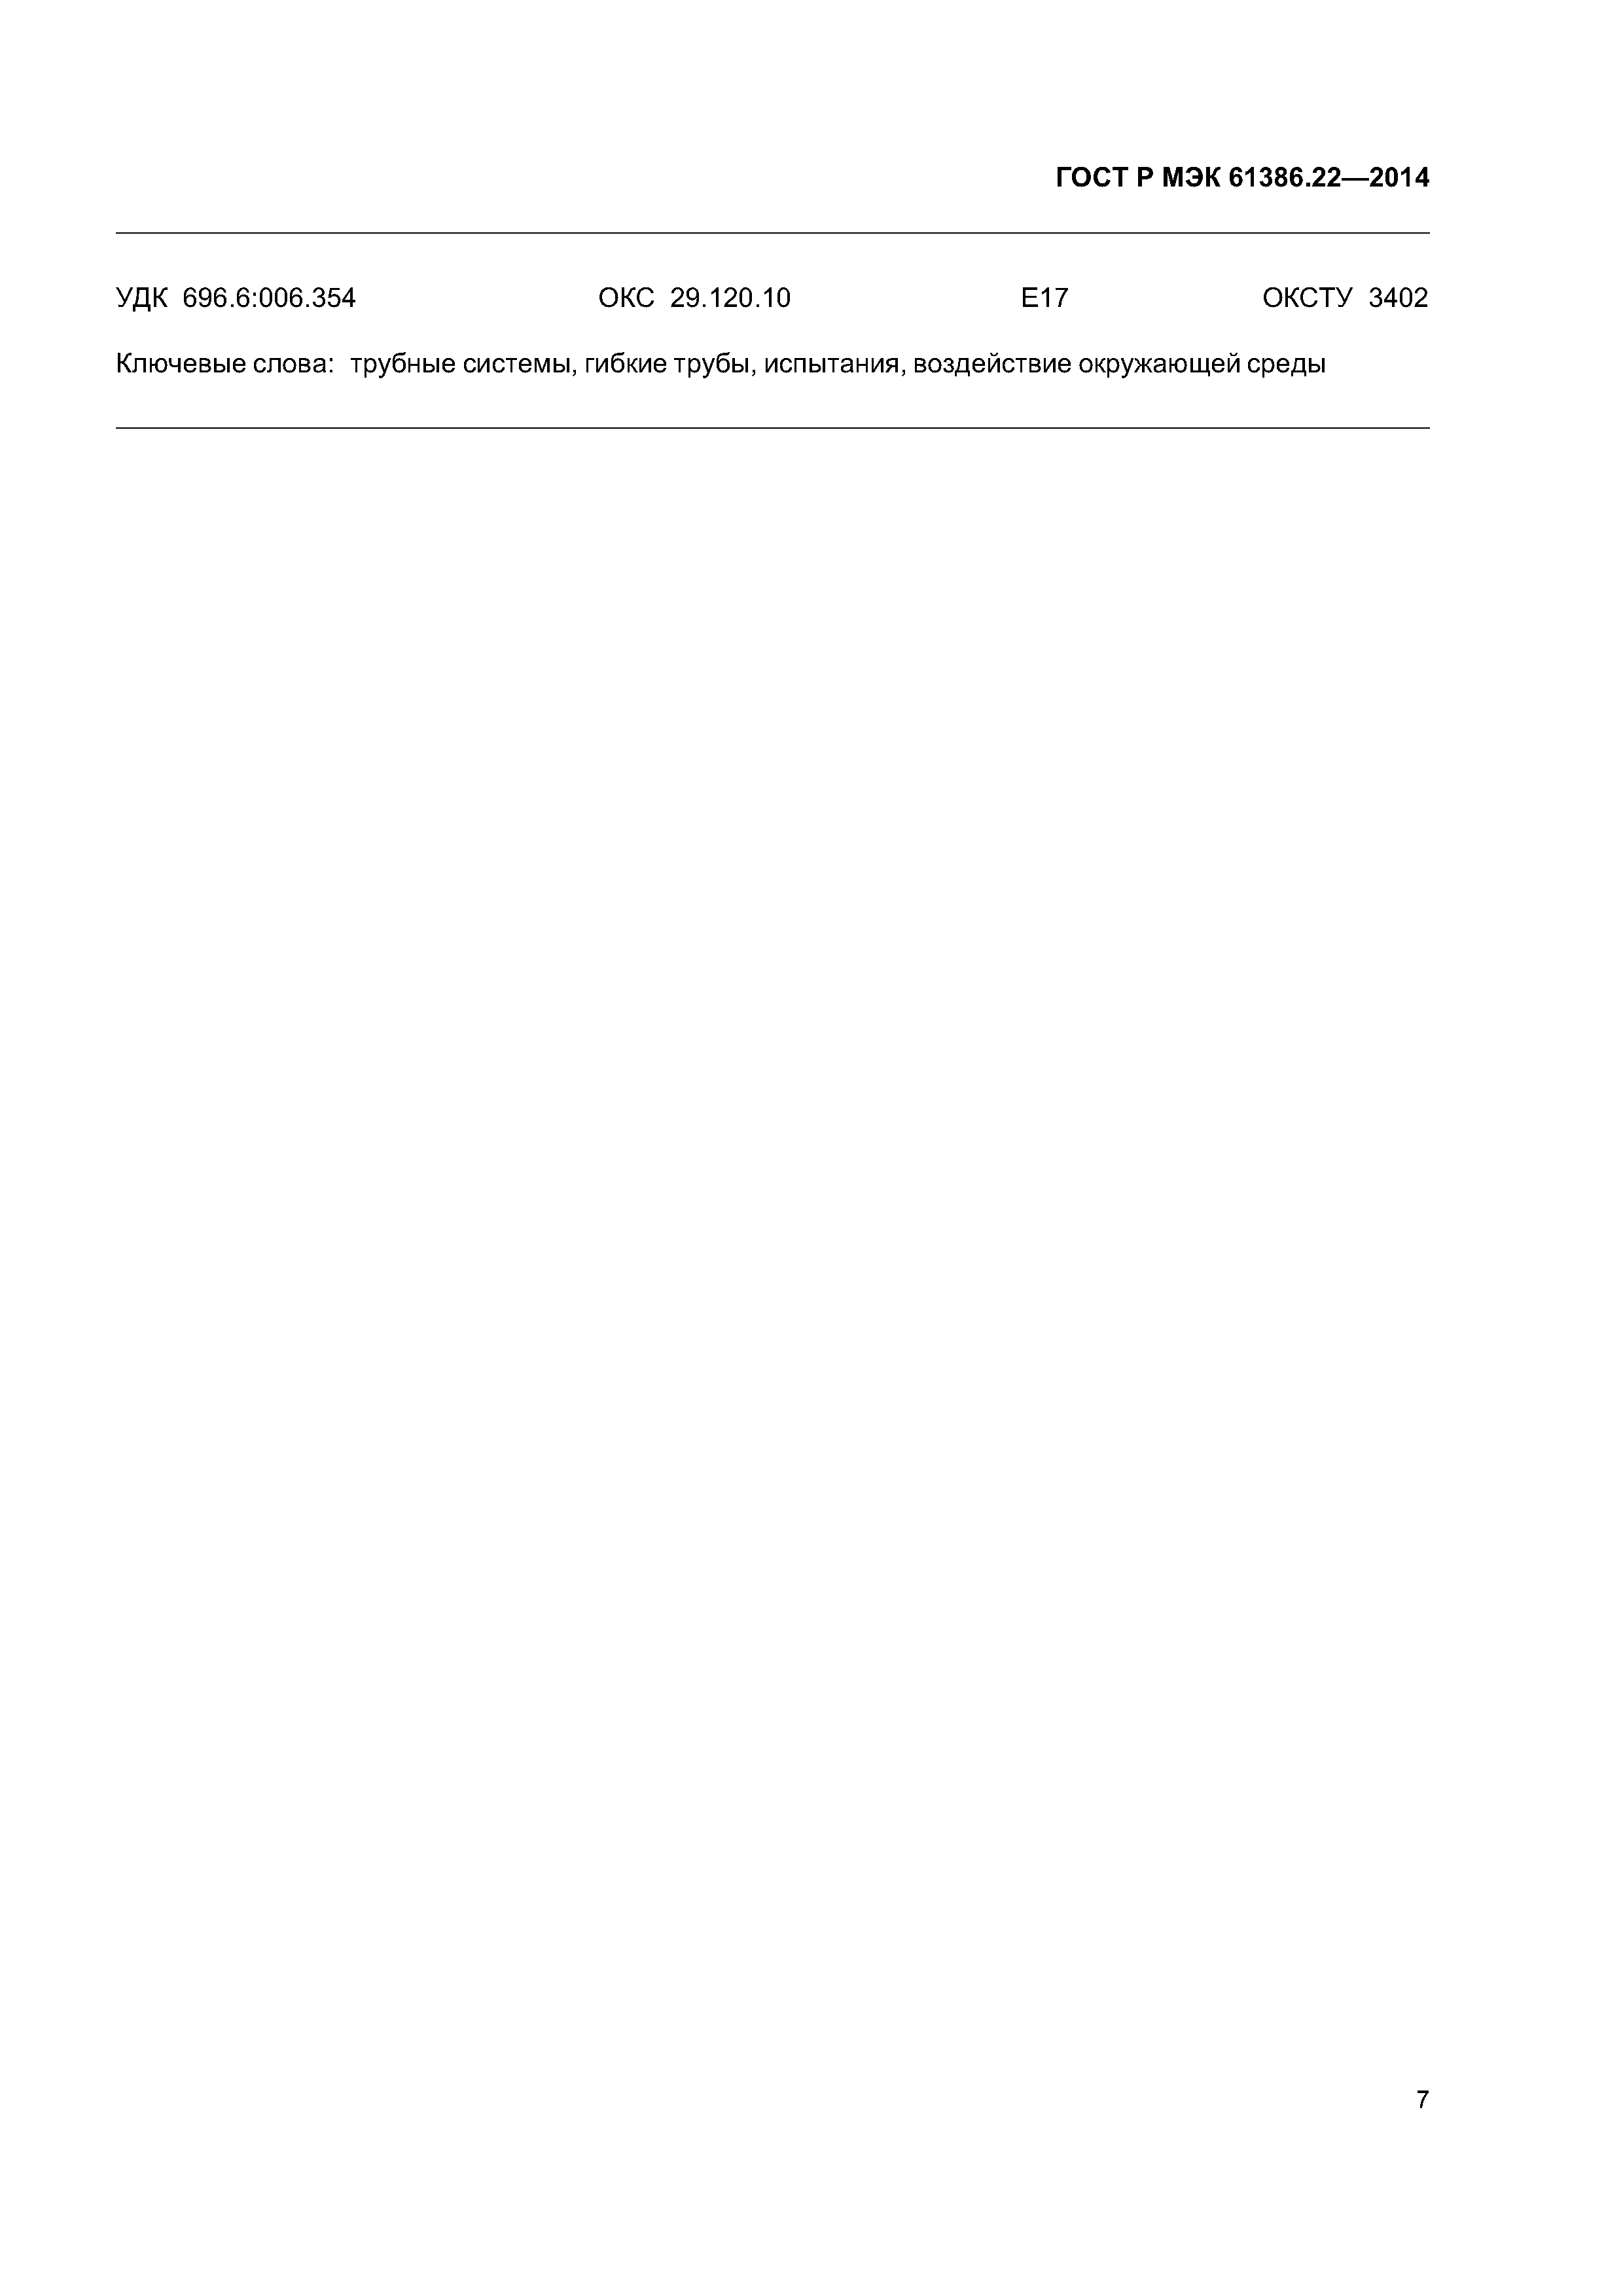 ГОСТ Р МЭК 61386.22—2014
УДК 696.6:006.354 ОКС 29.120.10 Е17 ОКСТУ 3402
Ключевые слова: трубные системы, гибкие трубы, испытания, воздействие окружающей среды
7